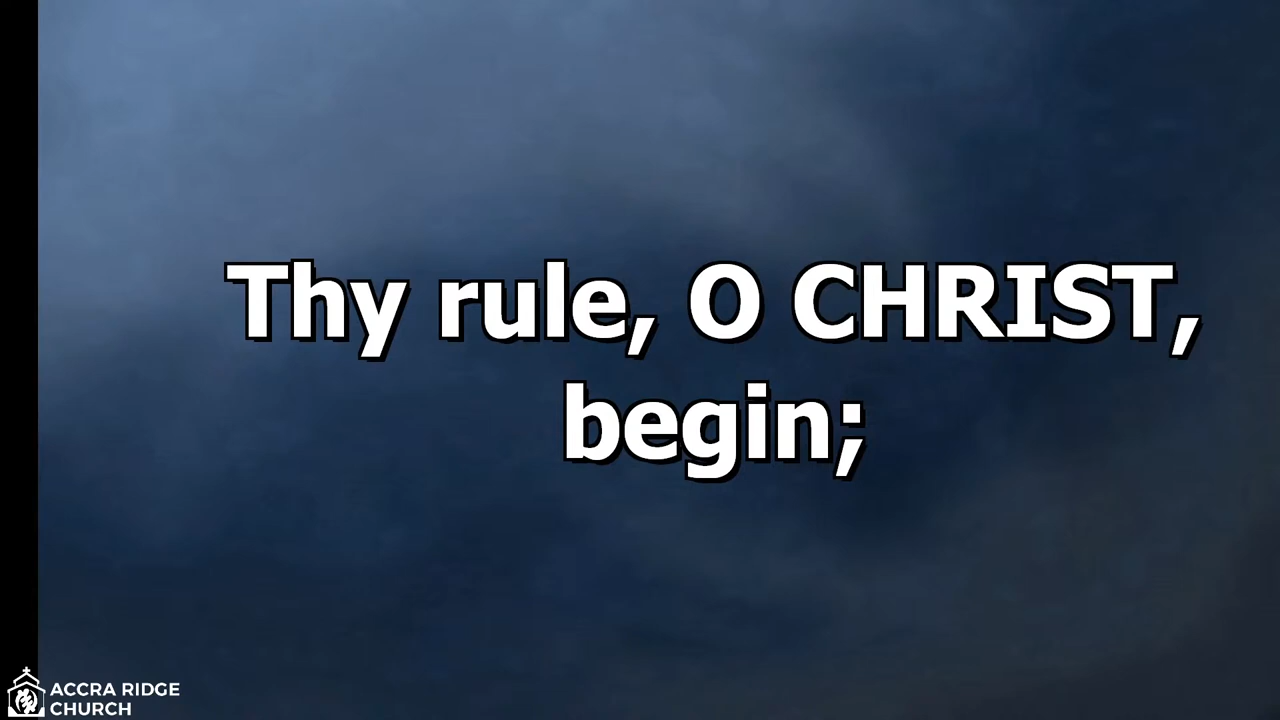 Thy rule, O CHRIST,
begin;
ACCRA RIDGE
CHURCH